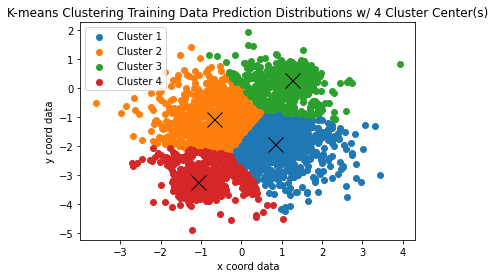 K-means Clustering Training Data Prediction Distributions w/ 4 Cluster Center(s)
Cluster 1
Cluster 2
Cluster 3
Cluster 4
y coord data
2
1
0
−1
−2
−3
−4
−5
−3
−2
−1
0
1
2
3
4
x coord data